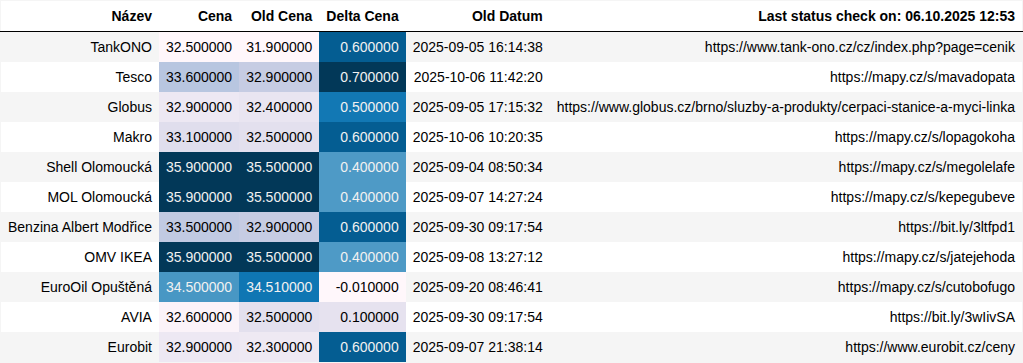 Název Cena Old Cena Delta Cena Old Datum Last status check on: 06.10.2025 12:53
TankONO 32.500000 31.900000 0.600000 2025-09-05 16:14:38 https://www.tank-ono.cz/cz/index.php?page=cenik
Tesco 33.600000 32.900000 0.700000 2025-10-06 11:42:20 https://mapy.cz/s/mavadopata
Globus 32.900000 32.400000 0.500000 2025-09-05 17:15:32 https://www.globus.cz/brno/sluzby-a-produkty/cerpaci-stanice-a-myci-linka
Makro 33.100000 32.500000 0.600000 2025-10-06 10:20:35 https://mapy.cz/s/lopagokoha
Shell Olomoucká 35.900000 35.500000 0.400000 2025-09-04 08:50:34 https://mapy.cz/s/megolelafe
MOL Olomoucká 35.900000 35.500000 0.400000 2025-09-07 14:27:24 https://mapy.cz/s/kepegubeve
Benzina Albert Modřice 33.500000 32.900000 0.600000 2025-09-30 09:17:54 https://bit.ly/3ltfpd1
OMV IKEA 35.900000 35.500000 0.400000 2025-09-08 13:27:12 https://mapy.cz/s/jatejehoda
EuroOil Opuštěná 34.500000 34.510000 -0.010000 2025-09-20 08:46:41 https://mapy.cz/s/cutobofugo
AVIA 32.600000 32.500000 0.100000 2025-09-30 09:17:54 https://bit.ly/3wIivSA
Eurobit 32.900000 32.300000 0.600000 2025-09-07 21:38:14 https://www.eurobit.cz/ceny